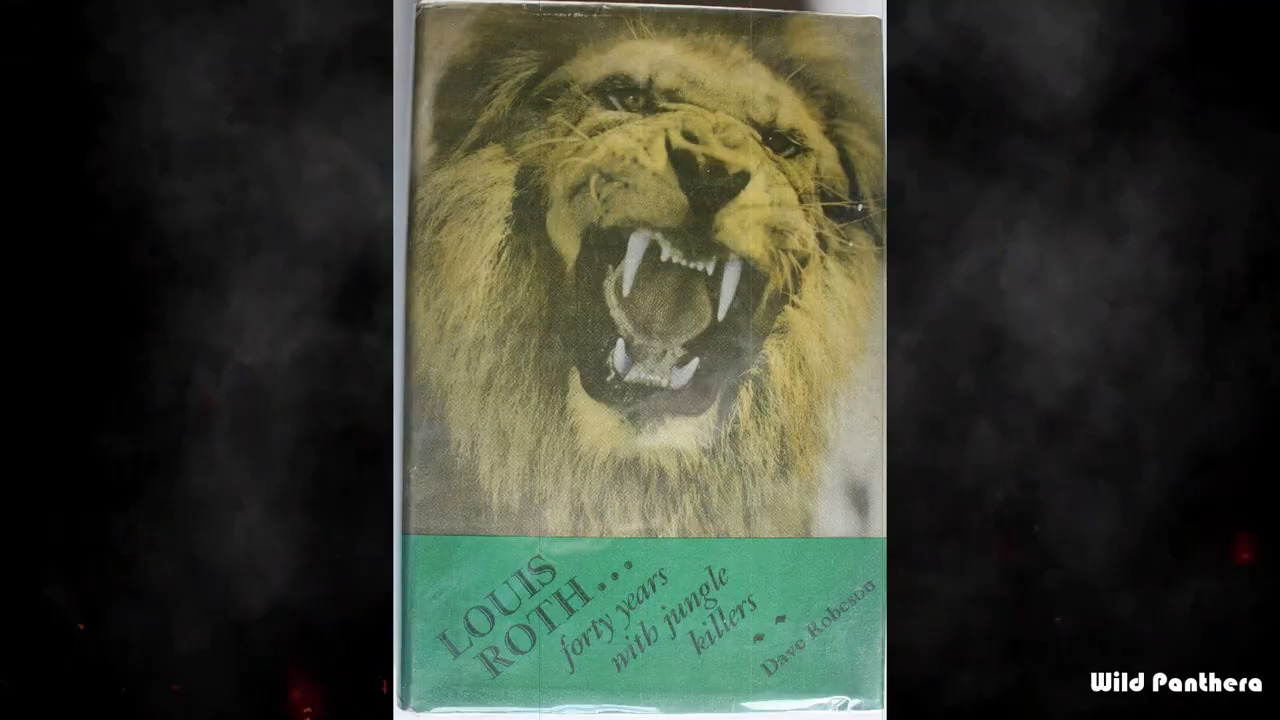 LOUIS
ROTH...
forty years
with jungle
killers
Dave Robeson
Wild Panthera